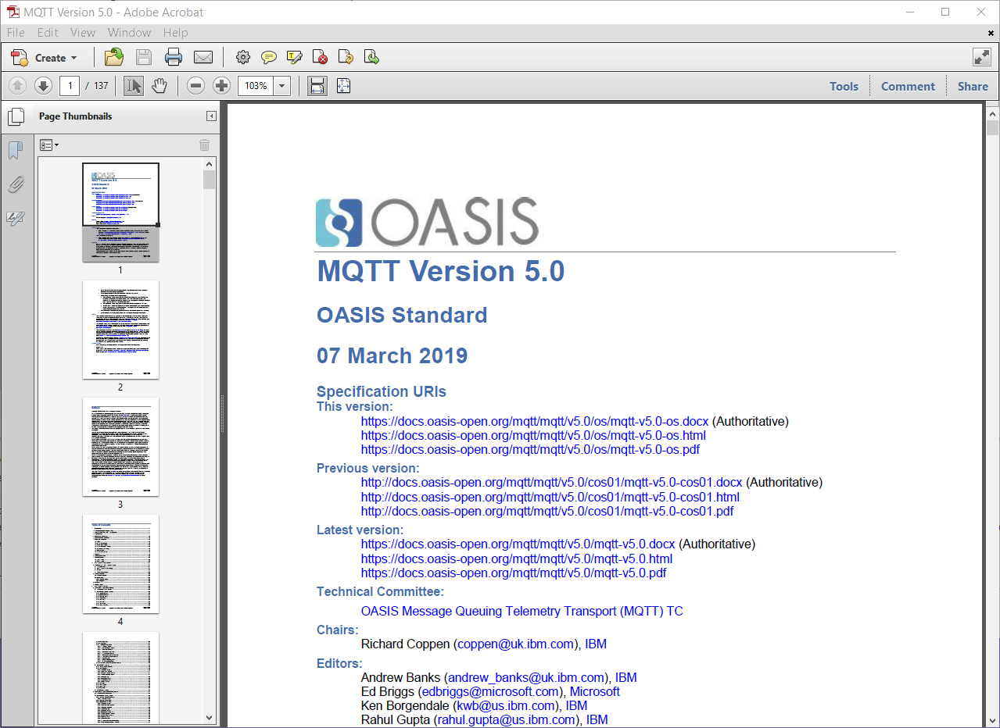 MQTT Version 5.0 - Adobe Acrobat
File Edit View Window Help
Create
1 / 137 103% Tools Comment Share
Page Thumbnails
1
2
3
4
OASIS
MQTT Version 5.0
OASIS Standard
07 March 2019
Specification URIs
This version:
https://docs.oasis-open.org/mqtt/mqtt/v5.0/os/mqtt-v5.0-os.docx (Authoritative)
https://docs.oasis-open.org/mqtt/mqtt/v5.0/os/mqtt-v5.0-os.html
https://docs.oasis-open.org/mqtt/mqtt/v5.0/os/mqtt-v5.0-os.pdf
Previous version:
http://docs.oasis-open.org/mqtt/mqtt/v5.0/cos01/mqtt-v5.0-cos01.docx (Authoritative)
http://docs.oasis-open.org/mqtt/mqtt/v5.0/cos01/mqtt-v5.0-cos01.html
http://docs.oasis-open.org/mqtt/mqtt/v5.0/cos01/mqtt-v5.0-cos01.pdf
Latest version:
https://docs.oasis-open.org/mqtt/mqtt/v5.0/mqtt-v5.0.docx (Authoritative)
https://docs.oasis-open.org/mqtt/mqtt/v5.0/mqtt-v5.0.html
https://docs.oasis-open.org/mqtt/mqtt/v5.0/mqtt-v5.0.pdf
Technical Committee:
OASIS Message Queuing Telemetry Transport (MQTT) TC
Chairs:
Richard Coppen (coppen@uk.ibm.com), IBM
Editors:
Andrew Banks (andrew_banks@uk.ibm.com), IBM
Ed Briggs (edbriggs@microsoft.com), Microsoft
Ken Borgendale (kwb@us.ibm.com), IBM
Rahul Gupta (rahul.gupta@us.ibm.com), IBM